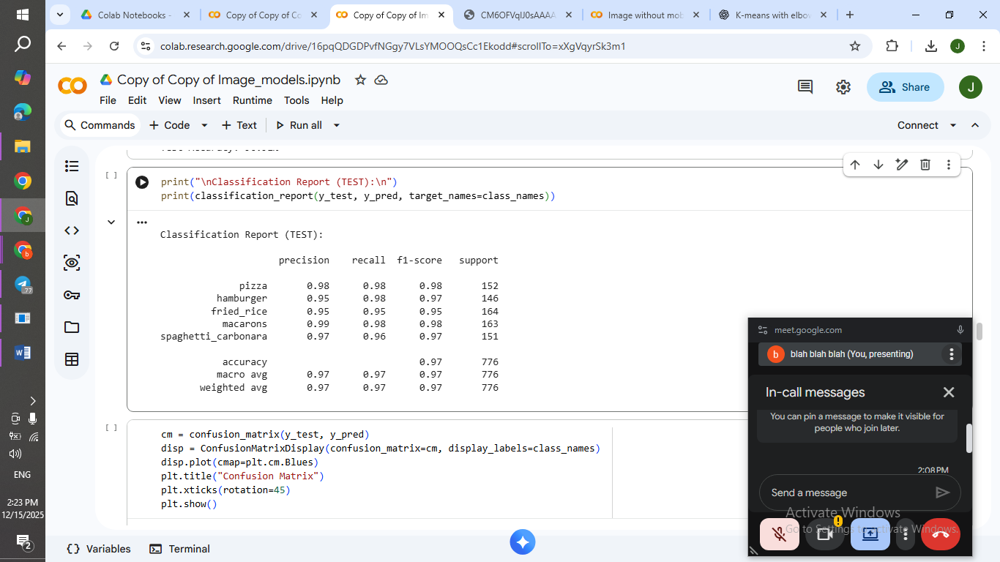 Colab Notebooks -
Copy of Copy of Co
Copy of Copy of Im
CM6OFVqIJ0sAAAA
Image without mob
K-means with elbow
colab.research.google.com/drive/16pqQDGDPvfNGgy7VLsYMOOQsCc1Ekodd#scrollTo=xXgVqyrSk3m1
J
Copy of Copy of Image_models.ipynb
File Edit View Insert Runtime Tools Help
Share
J
Commands + Code + Text Run all
Connect
[ ]
print("\nClassification Report (TEST):\n")
print(classification_report(y_test, y_pred, target_names=class_names))
Classification Report (TEST):
precision recall f1-score support
pizza 0.98 0.98 0.98 152
hamburger 0.95 0.98 0.97 146
fried_rice 0.95 0.95 0.95 164
macarons 0.99 0.98 0.98 163
spaghetti_carbonara 0.97 0.96 0.97 151
accuracy 0.97 776
macro avg 0.97 0.97 0.97 776
weighted avg 0.97 0.97 0.97 776
[ ]
cm = confusion_matrix(y_test, y_pred)
disp = ConfusionMatrixDisplay(confusion_matrix=cm, display_labels=class_names)
disp.plot(cmap=plt.cm.Blues)
plt.title("Confusion Matrix")
plt.xticks(rotation=45)
plt.show()
Variables
Terminal
meet.google.com
b
blah blah blah (You, presenting)
In-call messages
You can pin a message to make it visible for
people who join later.
2:08 PM
Send a message
Activate Windows
Go to Settings to activate Windows.
J
b
77
W
ENG
2:23 PM
12/15/2025
2